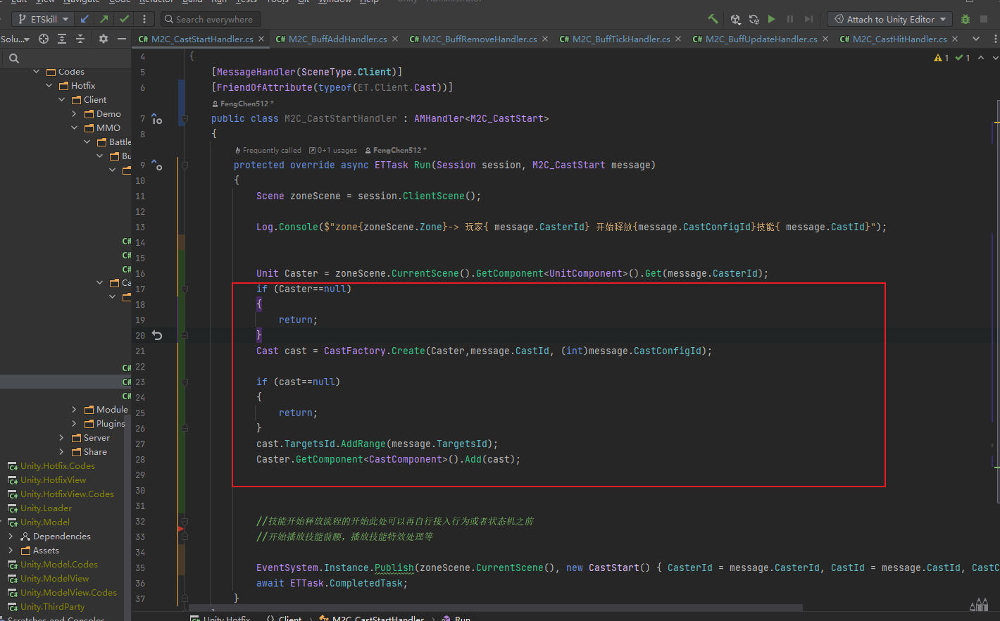 Edit View Navigate Code Refactor Build Run Tests Tools Git Window Help Unity - Administrator
ETSkill
Search everywhere
Attach to Unity Editor
Solu...
C# M2C_CastStartHandler.cs
C# M2C_BuffAddHandler.cs
C# M2C_BuffRemoveHandler.cs
C# M2C_BuffTickHandler.cs
C# M2C_BuffUpdateHandler.cs
C# M2C_CastHitHandler.cs
1 1
Codes
Hotfix
Client
Demo
MMO
Battle
Bu
C#
C#
C#
Ca
C#
C#
C#
Module
Plugins
Server
Share
Unity.Hotfix.Codes
Unity.HotfixView
Unity.HotfixView.Codes
Unity.Loader
Unity.Model
Dependencies
Assets
Unity.Model.Codes
Unity.ModelView
Unity.ModelView.Codes
Unity.ThirdParty
Scratches and Consoles
4 {
5 [MessageHandler(SceneType.Client)]
6 [FriendOfAttribute(typeof(ET.Client.Cast))]
FengChen512 *
7 public class M2C_CastStartHandler : AMHandler<M2C_CastStart>
8 {
Frequently called 0+1 usages FengChen512 *
9 protected override async ETTask Run(Session session, M2C_CastStart message)
10 {
11 Scene zoneScene = session.ClientScene();
12
13 Log.Console($"zone{zoneScene.Zone}-> 玩家{ message.CasterId} 开始释放{message.CastConfigId}技能{ message.CastId}");
14
15
16 Unit Caster = zoneScene.CurrentScene().GetComponent<UnitComponent>().Get(message.CasterId);
17 if (Caster==null)
18 {
19 return;
20 }
21 Cast cast = CastFactory.Create(Caster,message.CastId, (int)message.CastConfigId);
22
23 if (cast==null)
24 {
25 return;
26 }
27 cast.TargetsId.AddRange(message.TargetsId);
28 Caster.GetComponent<CastComponent>().Add(cast);
29
30
31
32 //技能开始释放流程的开始此处可以再自行接入行为或者状态机之前
33 //开始播放技能前腰，播放技能特效处理等
34
35 EventSystem.Instance.Publish(zoneScene.CurrentScene(), new CastStart() { CasterId = message.CasterId, CastId = message.CastId, CastC
36 await ETTask.CompletedTask;
37 }
Unity.Hotfix {} Client M2C_CastStartHandler Run